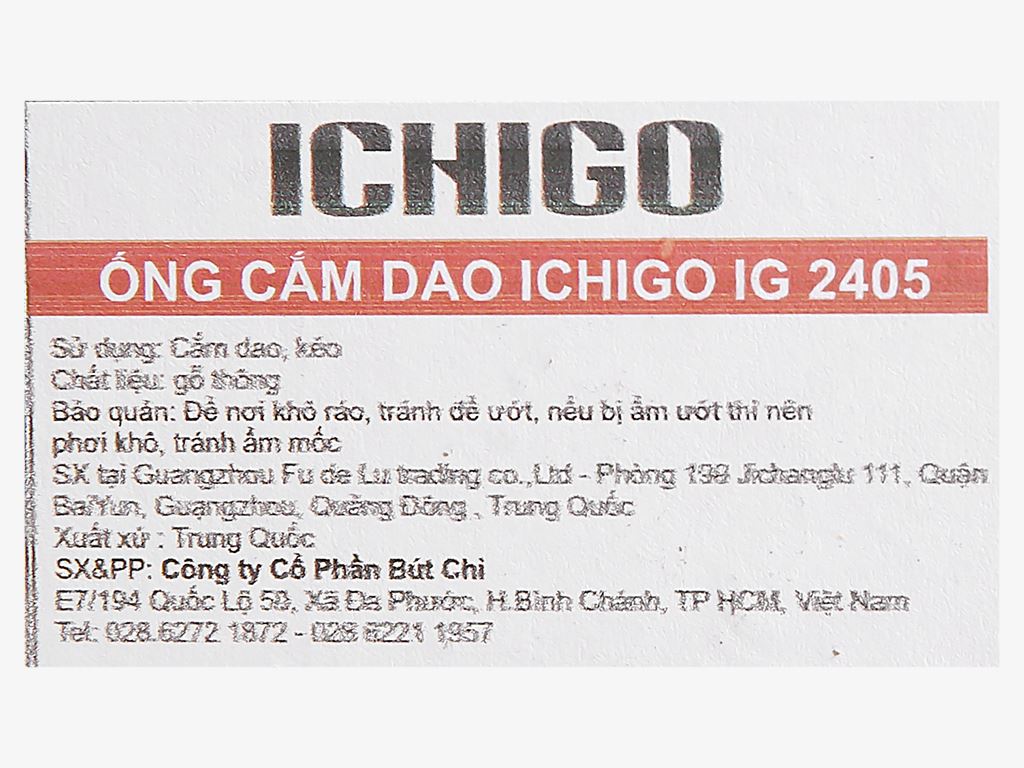 ICHIGO
ỐNG CẮM DAO ICHIGO IG 2405
Sử dụng: Cắm dao, kéo
Chất liệu: gỗ thông
Bảo quản: Để nơi khô ráo, tránh để ướt, nếu bị ẩm ướt thì nên
phơi khô, tránh ẩm mốc
SX tại Guangzhou Fu de Lu trading co.,Ltd - Phòng 199 Jichanglu 111, Quận
BaiYun, Guangzhou, Quảng Đông , Trung Quốc
Xuất xứ : Trung Quốc
SX&PP: Công ty Cổ Phần Bút Chì
E7/194 Quốc Lộ 50, Xã Đa Phước, H.Bình Chánh, TP HCM, Việt Nam
Tel: 028.6272 1872 - 028 6221 1957